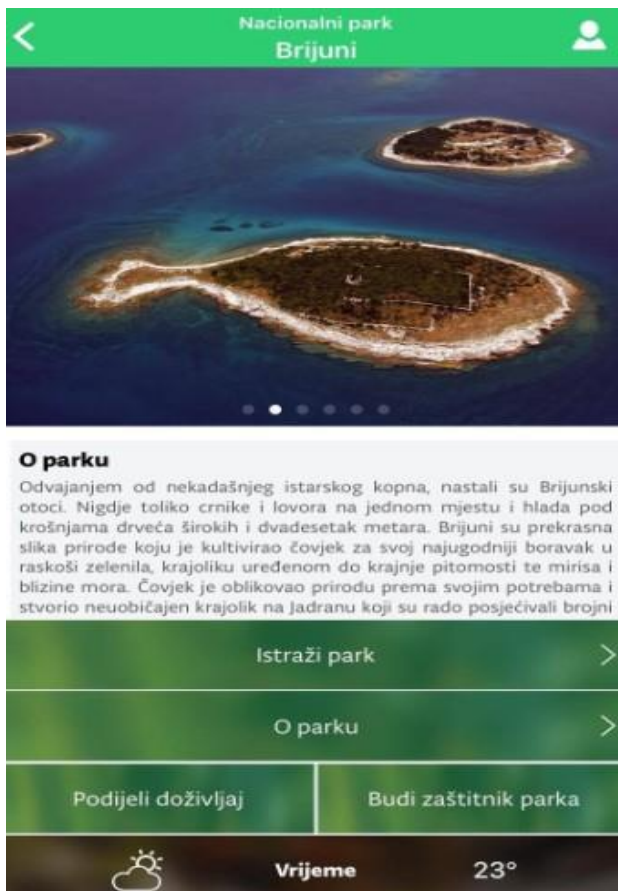 Nacionalni park
Brijuni
O parku
Odvajanjem od nekadašnjeg istarskog kopna, nastali su Brijunski
otoci. Nigdje toliko crnike i lovora na jednom mjestu i hlada pod
krošnjama drveća širokih i dvadesetak metara. Brijuni su prekrasna
slika prirode koju je kultivirao čovjek za svoj najugodniji boravak u
raskoši zelenila, krajoliku uređenom do krajnje pitomosti te mirisa i
blizine mora. Čovjek je oblikovao prirodu prema svojim potrebama i
stvorio neuobičajen krajolik na Jadranu koji su rado posjećivali brojni
Istraži park
O parku
Podijeli doživljaj
Budi zaštitnik parka
Vrijeme 23°